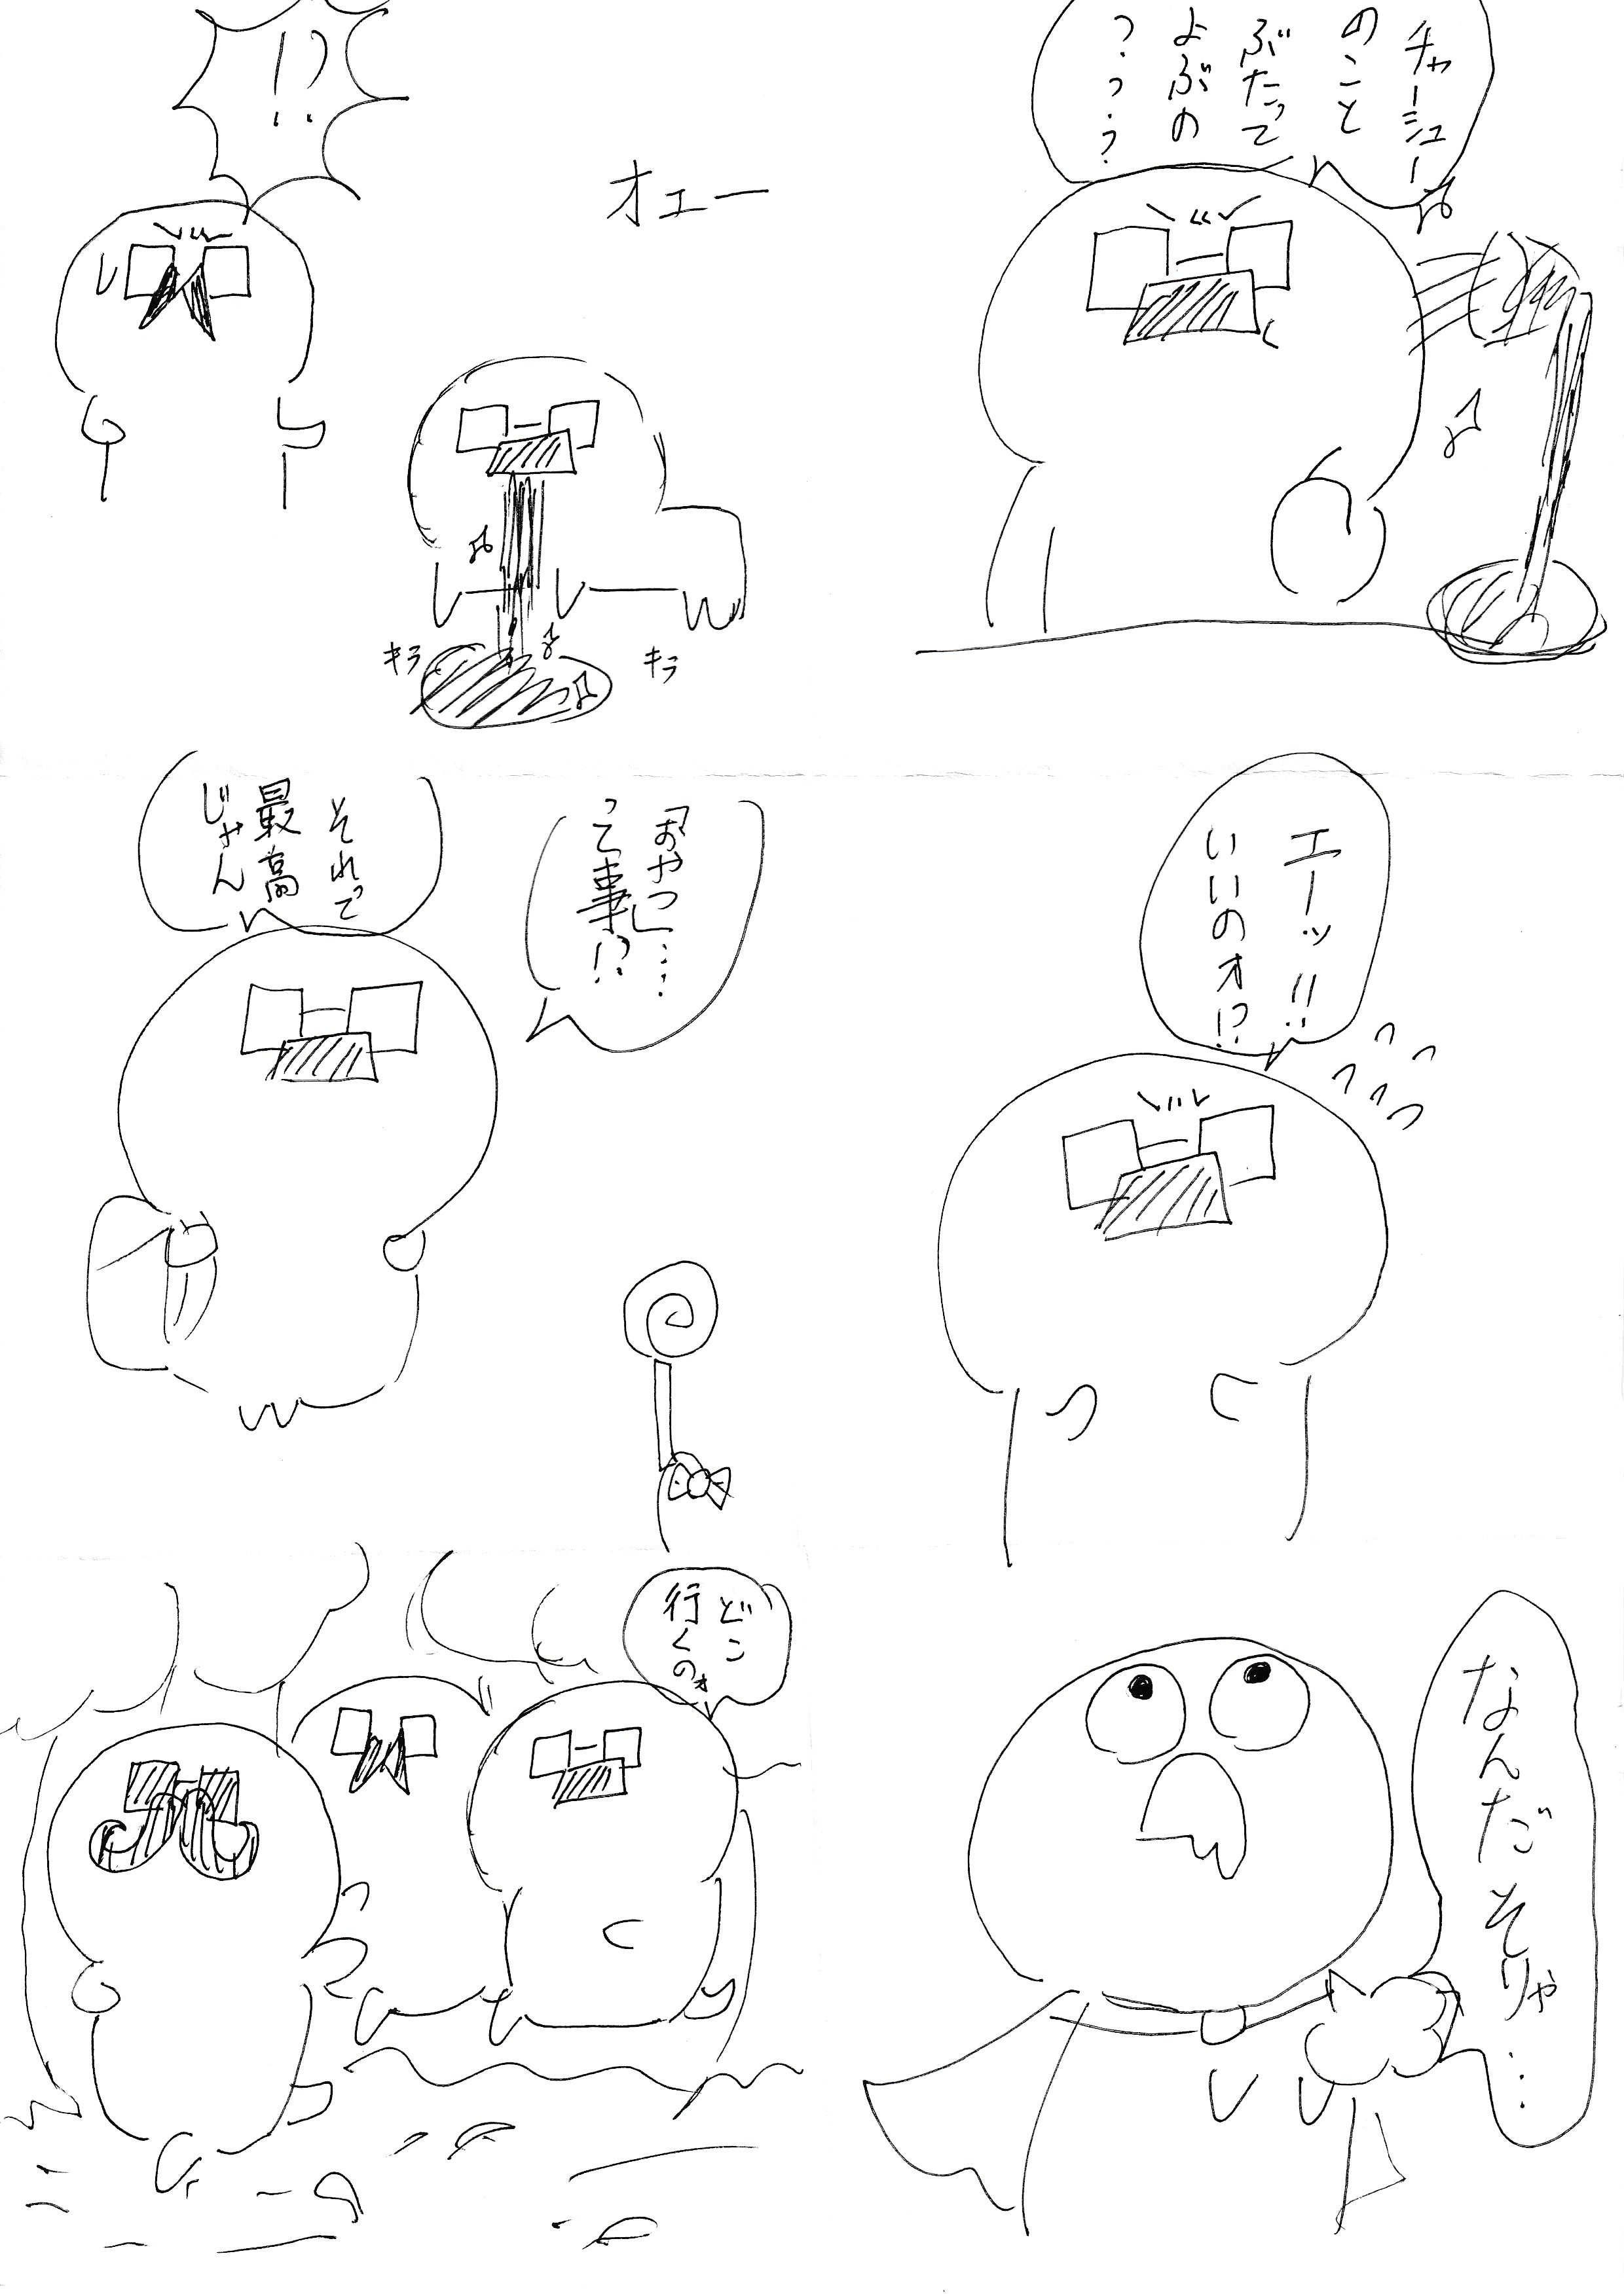 チャーシュー
のこと
ぶたって
よぶの
???
オエー
キラ
キラ
!?
エーッ!!
いいのオ!?
『おやつ』……
って事!?
それって
最高
じゃん
なんだそりゃ…
どこ
行くのォ